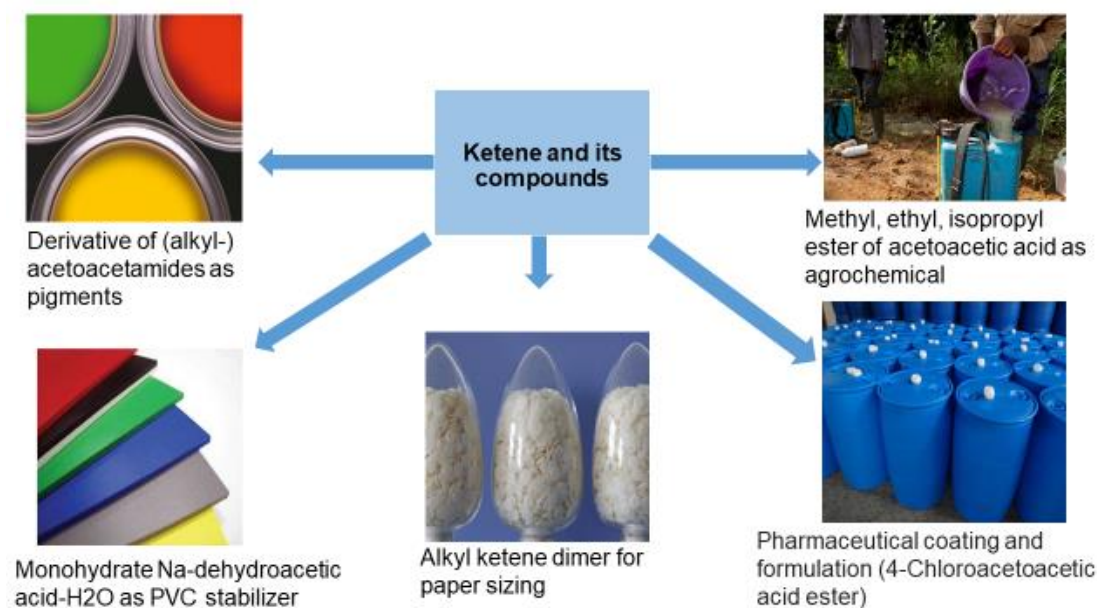 Ketene and its
compounds
Derivative of (alkyl-)
acetoacetamides as
pigments
Methyl, ethyl, isopropyl
ester of acetoacetic acid as
agrochemical
Monohydrate Na-dehydroacetic
acid-H2O as PVC stabilizer
Alkyl ketene dimer for
paper sizing
Pharmaceutical coating and
formulation (4-Chloroacetoacetic
acid ester)